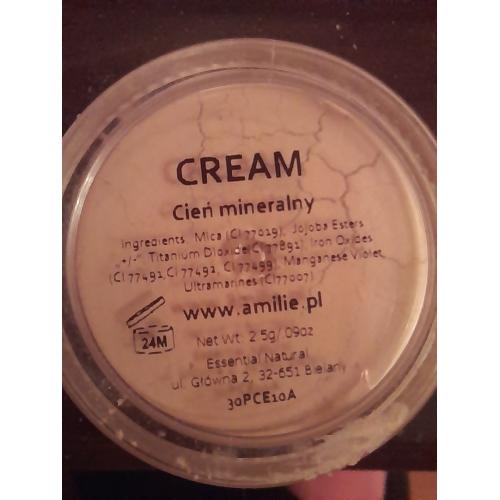 CREAM
Cień mineralny
Ingredients: Mica (CI 77019), Jojoba Esters
"+/-" Titanium Dioxide(CI 77891), Iron Oxides
(CI 77491,CI 77492, CI 77499), Manganese Violet,
Ultramarines (CI77007)
www.amilie.pl
24M
Net Wt: 2.5g/.09oz
Essential Natural
ul. Główna 2, 32-651 Bielany
30PCE10A